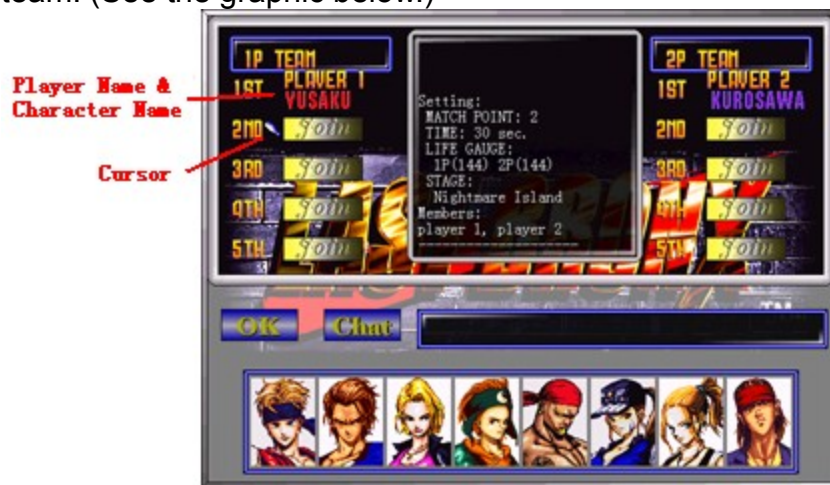 team. (See the graphic below.)
1P TEAM
1ST PLAYER 1
YUSAKU
2ND Join
3RD Join
4TH Join
5TH Join
Player Name &
Character Name
Cursor
Setting:
MATCH POINT: 2
TIME: 30 sec.
LIFE GAUGE:
1P(144) 2P(144)
STAGE:
Nightmare Island
Members:
player 1, player 2
--------------------
2P TEAM
1ST PLAYER 2
KUROSAWA
2ND Join
3RD Join
4TH Join
5TH Join
TM
OK Chat